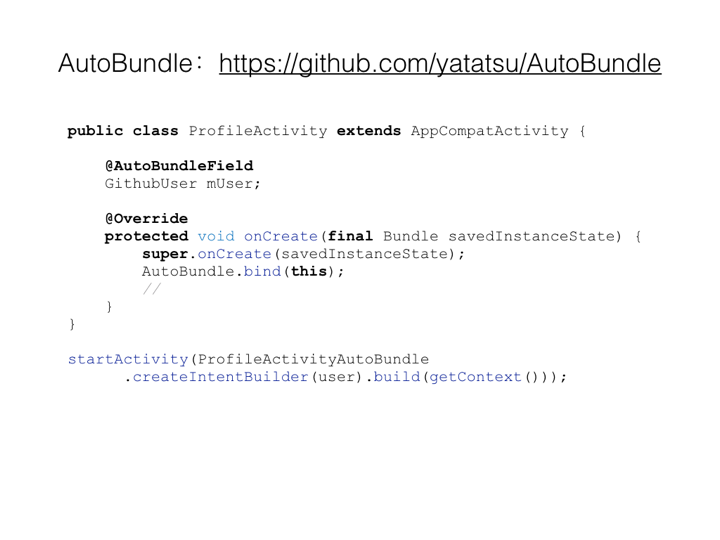 AutoBundle：https://github.com/yatatsu/AutoBundle
public class ProfileActivity extends AppCompatActivity {
@AutoBundleField
GithubUser mUser;
@Override
protected void onCreate(final Bundle savedInstanceState) {
super.onCreate(savedInstanceState);
AutoBundle.bind(this);
//
}
}
startActivity(ProfileActivityAutoBundle
.createIntentBuilder(user).build(getContext()));